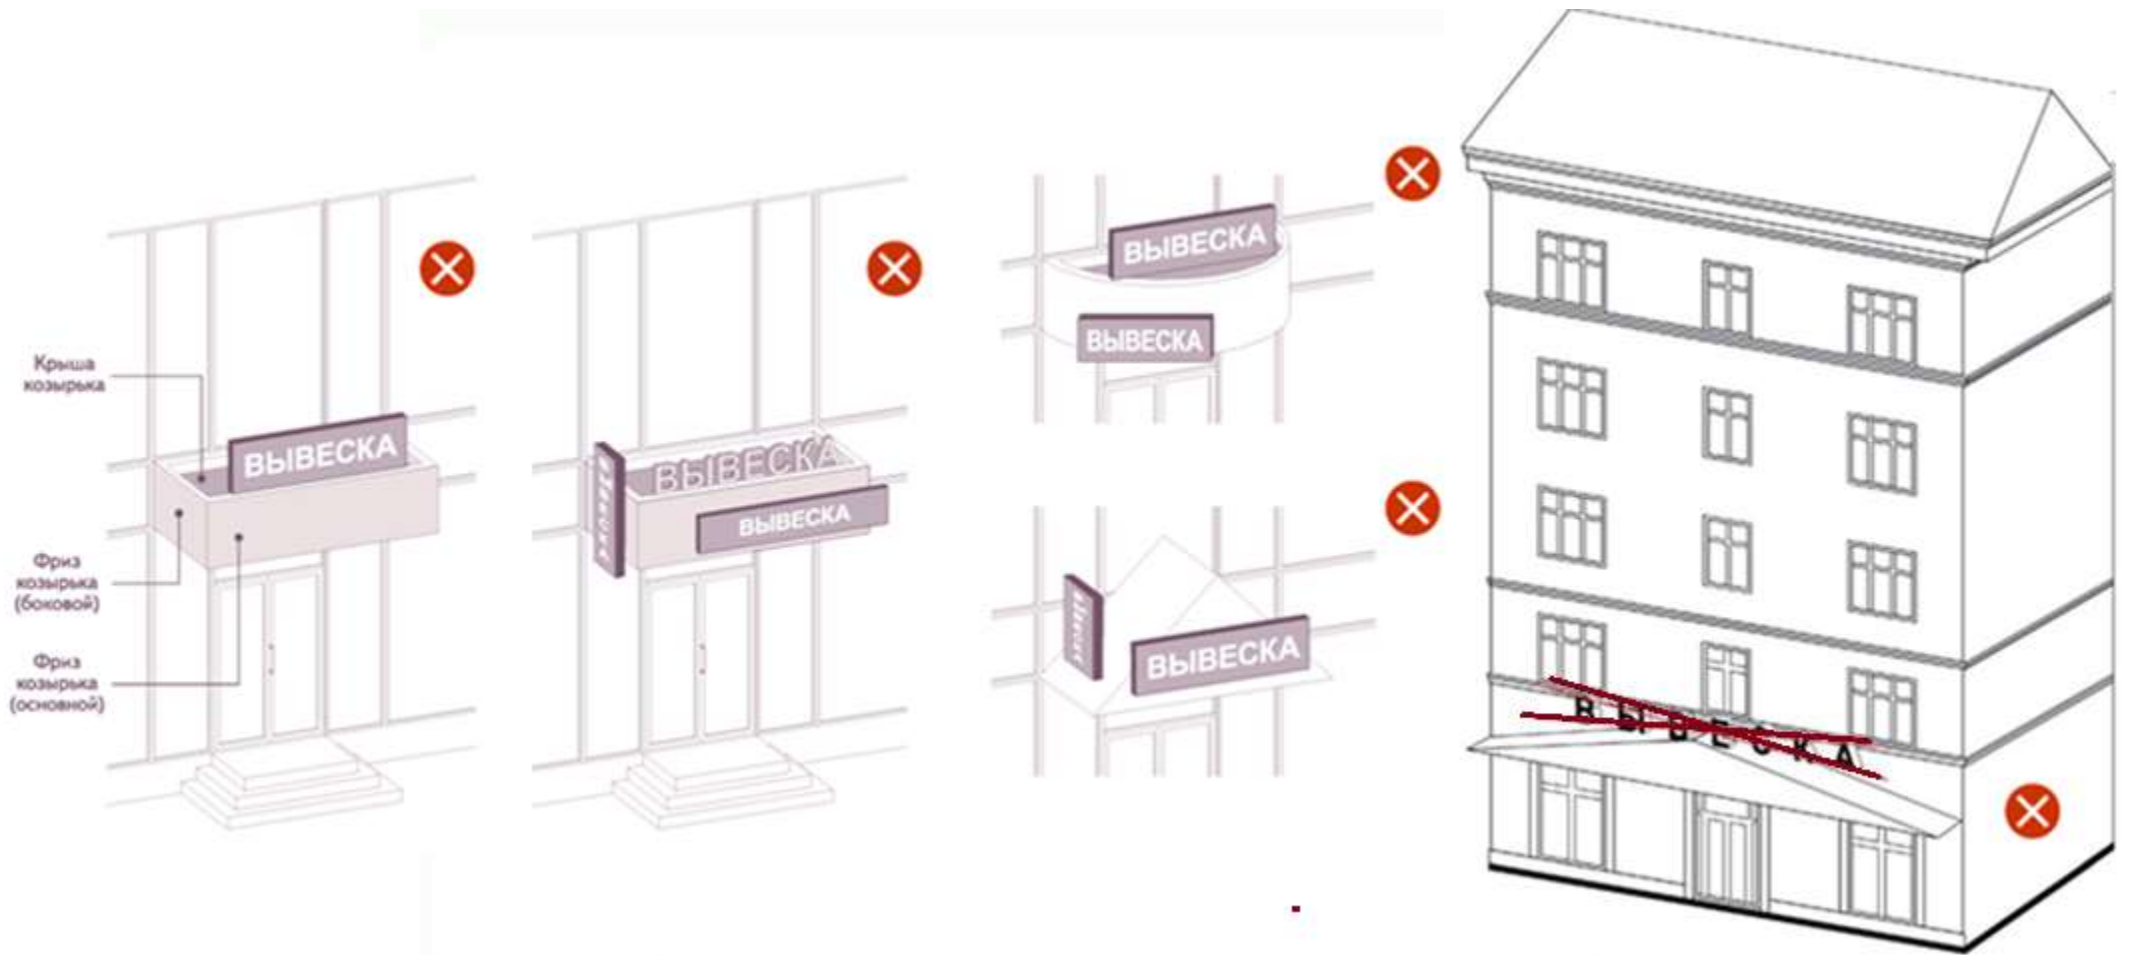 Крыша
козырька
ВЫВЕСКА
Фриз
козырька
(боковой)
Фриз
козырька
(основной)
ВЫВЕСКА
ВЫВЕСКА
ВЫВЕСКА
ВЫВЕСКА
ВЫВЕСКА
ВЫВЕСКА